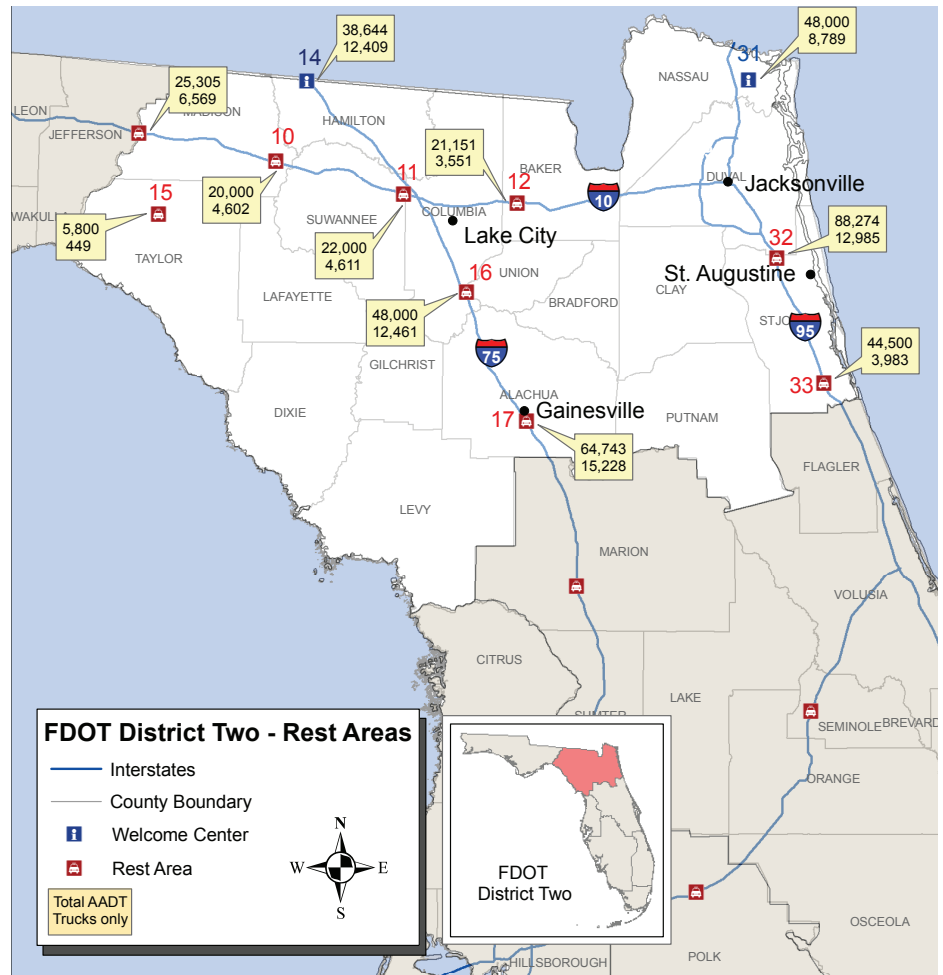 38,644
12,409
48,000
8,789
14
31
NASSAU
25,305
6,569
LEON
JEFFERSON
HAMILTON
10
21,151
3,551
BAKER
11
12
DUVAL
Jacksonville
10
15
20,000
4,602
SUWANNEE
COLUMBIA
Lake City
88,274
12,985
32
5,800
449
22,000
4,611
TAYLOR
16
UNION
St. Augustine
CLAY
LAFAYETTE
BRADFORD
48,000
12,461
95
75
GILCHRIST
44,500
3,983
33
ALACHUA
Gainesville
DIXIE
17
PUTNAM
64,743
15,228
FLAGLER
LEVY
MARION
VOLUSIA
CITRUS
LAKE
SUMTER
SEMINOLE
BREVARD
ORANGE
FDOT District Two - Rest Areas
Interstates
County Boundary
Welcome Center
Rest Area
N
W
E
S
Total AADT
Trucks only
FDOT
District Two
OSCEOLA
POLK
HILLSBOROUGH